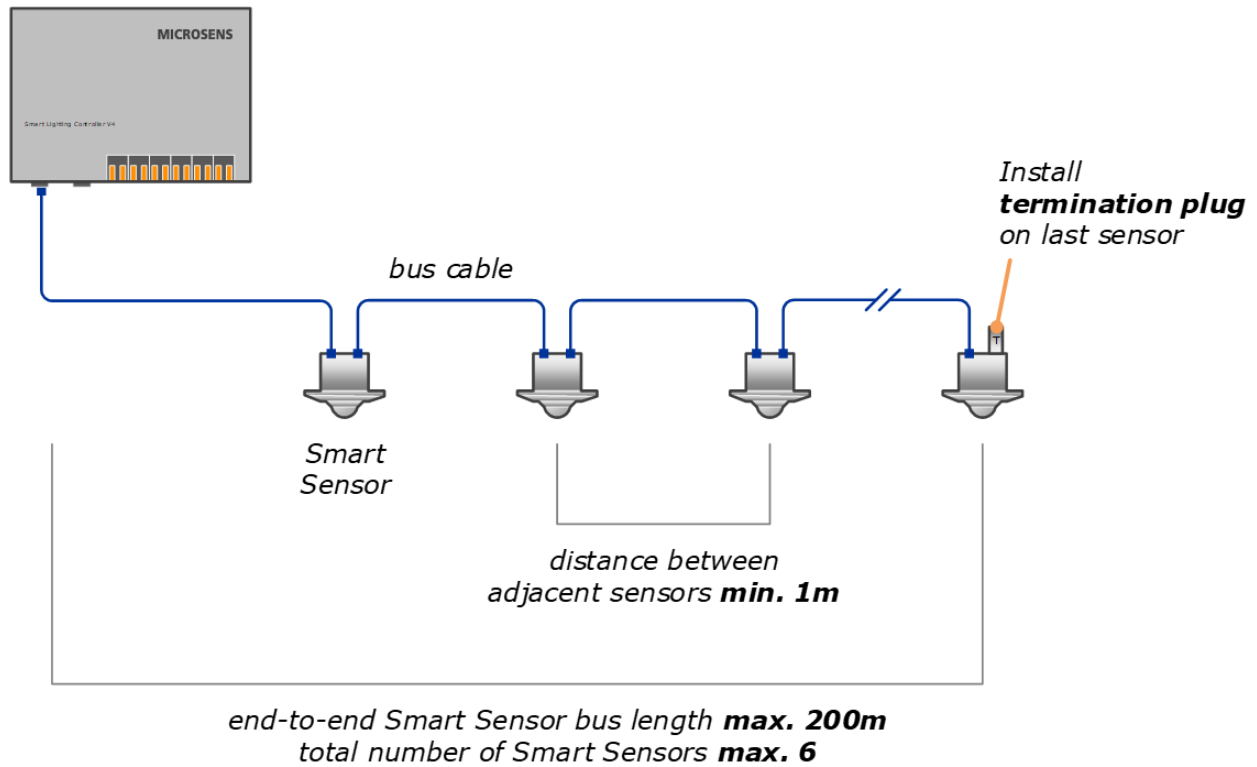 MICROSENS
Smart Lighting Controller V4
Install
termination plug
on last sensor
bus cable
T
Smart
Sensor
distance between
adjacent sensors min. 1m
end-to-end Smart Sensor bus length max. 200m
total number of Smart Sensors max. 6